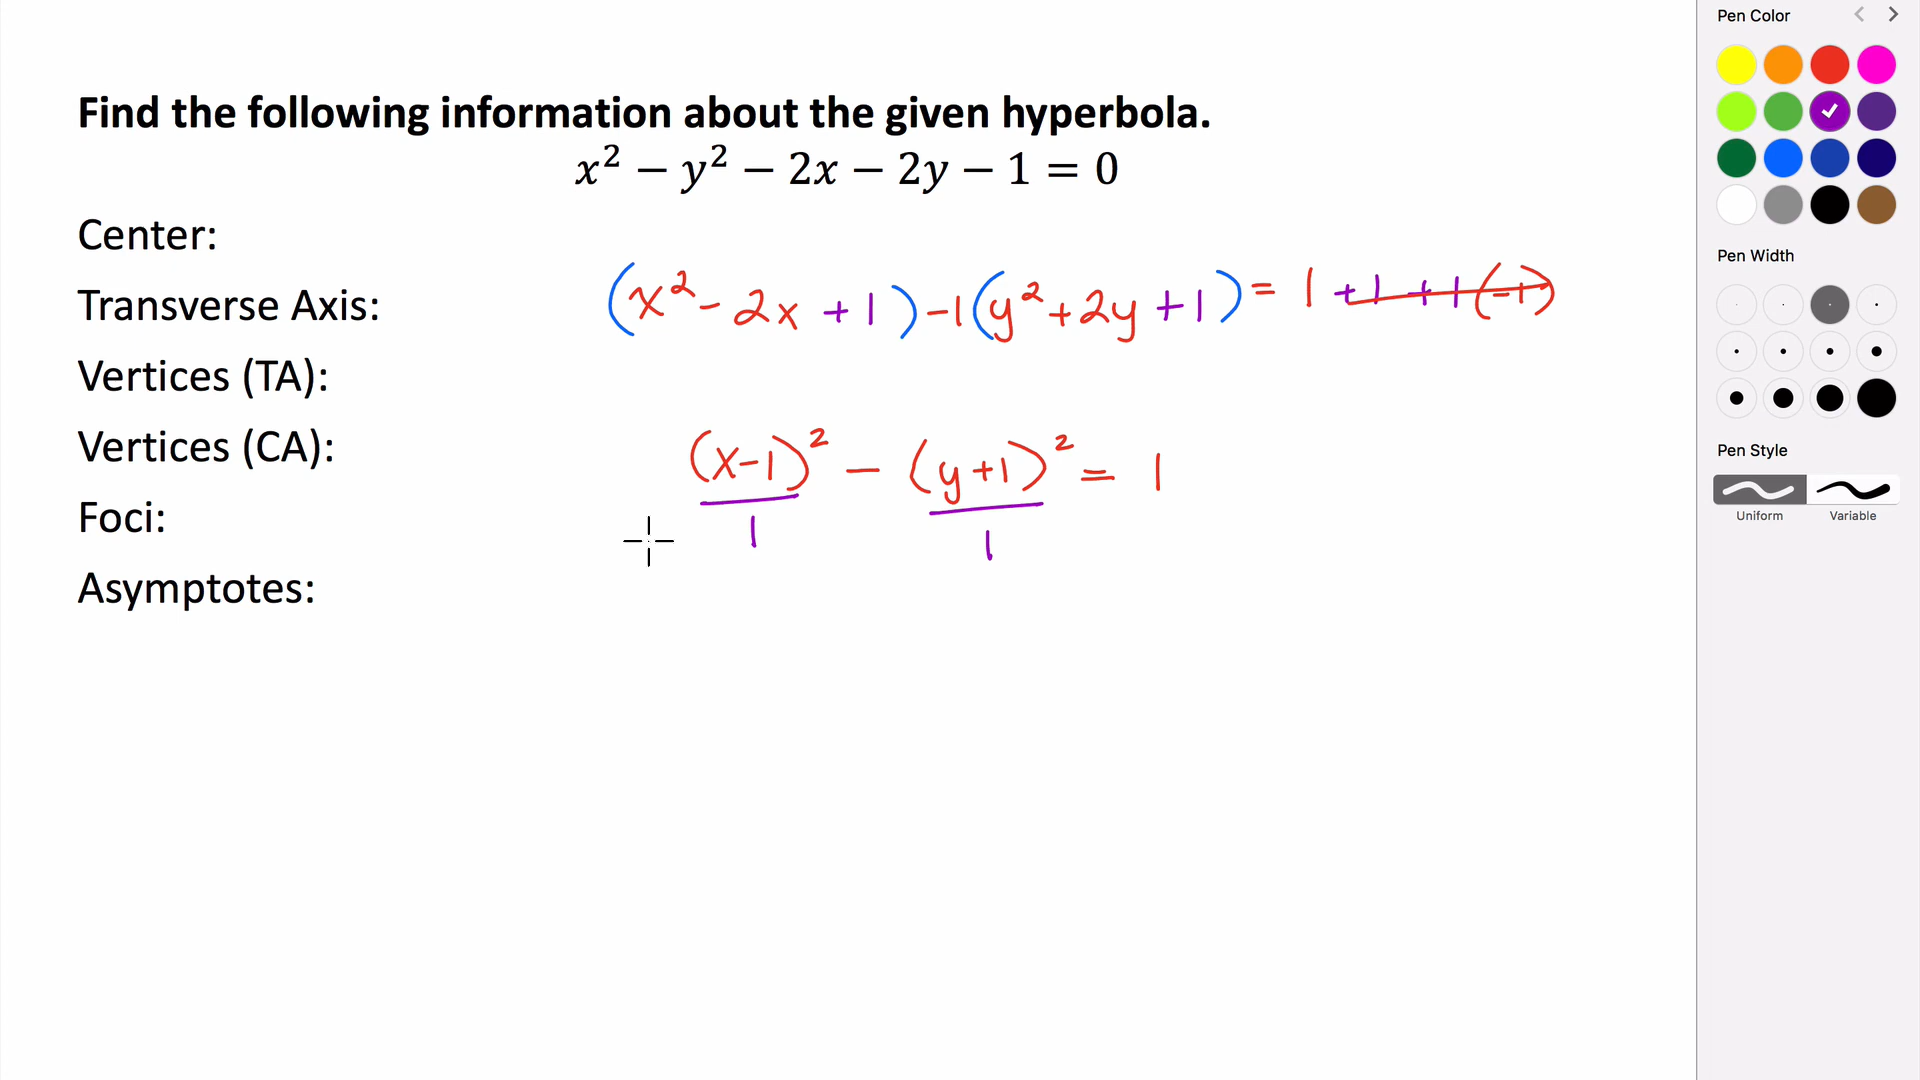 Find the following information about the given hyperbola.
x² − y² − 2x − 2y − 1 = 0
Center:
(x² - 2x + 1) - 1(y² + 2y + 1) = 1 + 1 + 1(-1)
Transverse Axis:
Vertices (TA):
Vertices (CA):
(x-1)² - (y+1)² = 1
1 1
Foci:
Asymptotes:
Pen Color
Pen Width
Pen Style
Uniform Variable